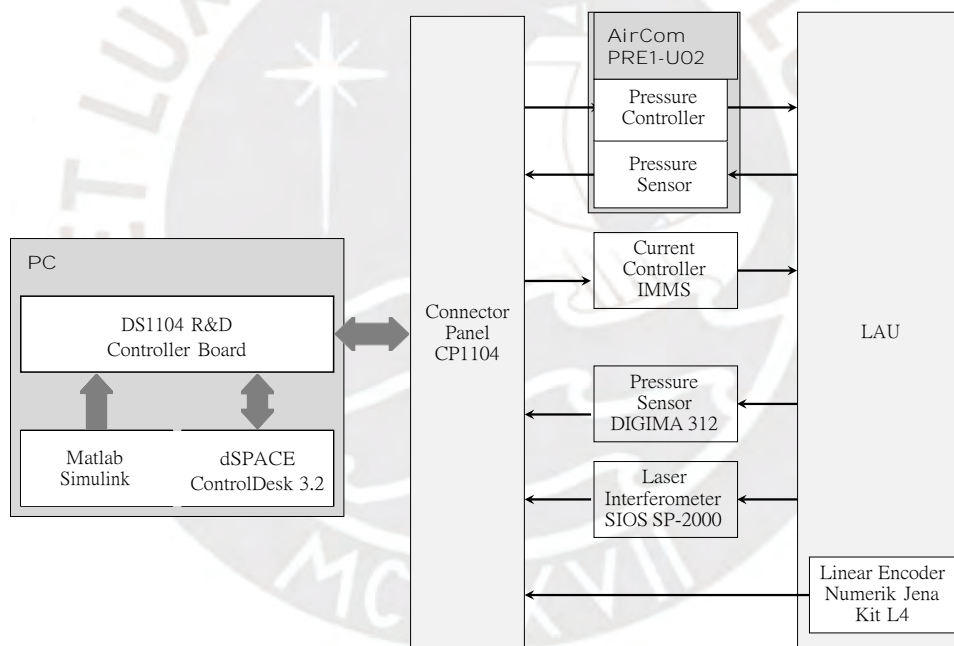 AirCom
PRE1-U02
Pressure
Controller
Pressure
Sensor
PC
DS1104 R&D
Controller Board
Matlab
Simulink
dSPACE
ControlDesk 3.2
Connector
Panel
CP1104
Current
Controller
IMMS
Pressure
Sensor
DIGIMA 312
Laser
Interferometer
SIOS SP-2000
LAU
Linear Encoder
Numerik Jena
Kit L4